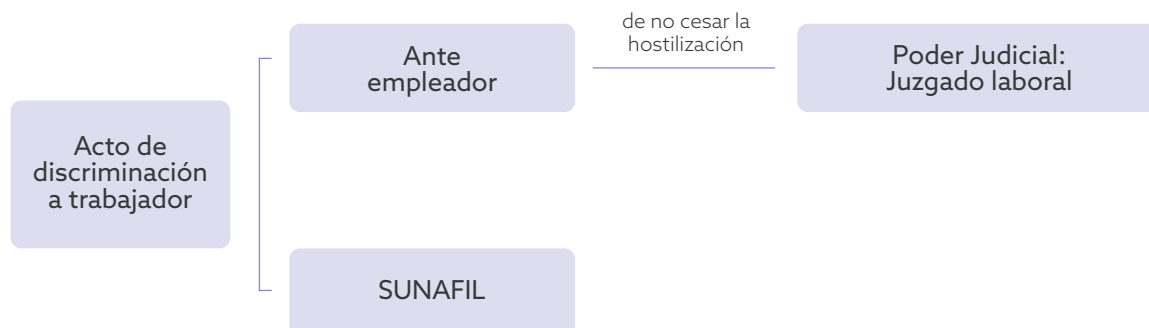 Acto de
discriminación
a trabajador
Ante
empleador
de no cesar la
hostilización
Poder Judicial:
Juzgado laboral
SUNAFIL